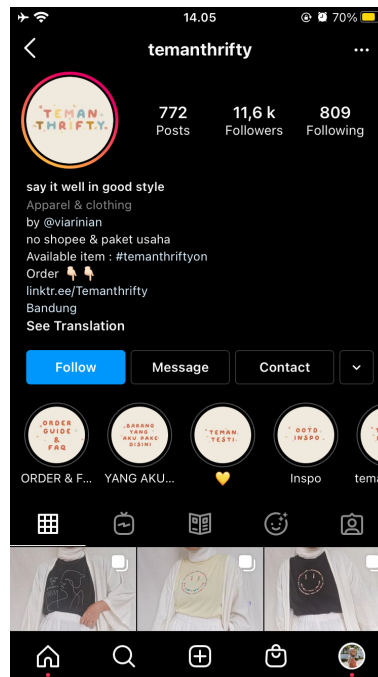 14.05
70%
temanthrifty
TEMAN
THRIFTY
772
Posts
11,6 k
Followers
809
Following
say it well in good style
Apparel & clothing
by @viarinian
no shopee & paket usaha
Available item : #temanthriftyon
Order 👇🏻 👇🏻
linktr.ee/Temanthrifty
Bandung
See Translation
Follow
Message
Contact
ORDER
GUIDE
&
FAQ
BARANG
YANG
AKU PAKE
DISINI
TEMAN
TESTI
OOTD
INSPO
ORDER & F...
YANG AKU...
💛
Inspo
tema